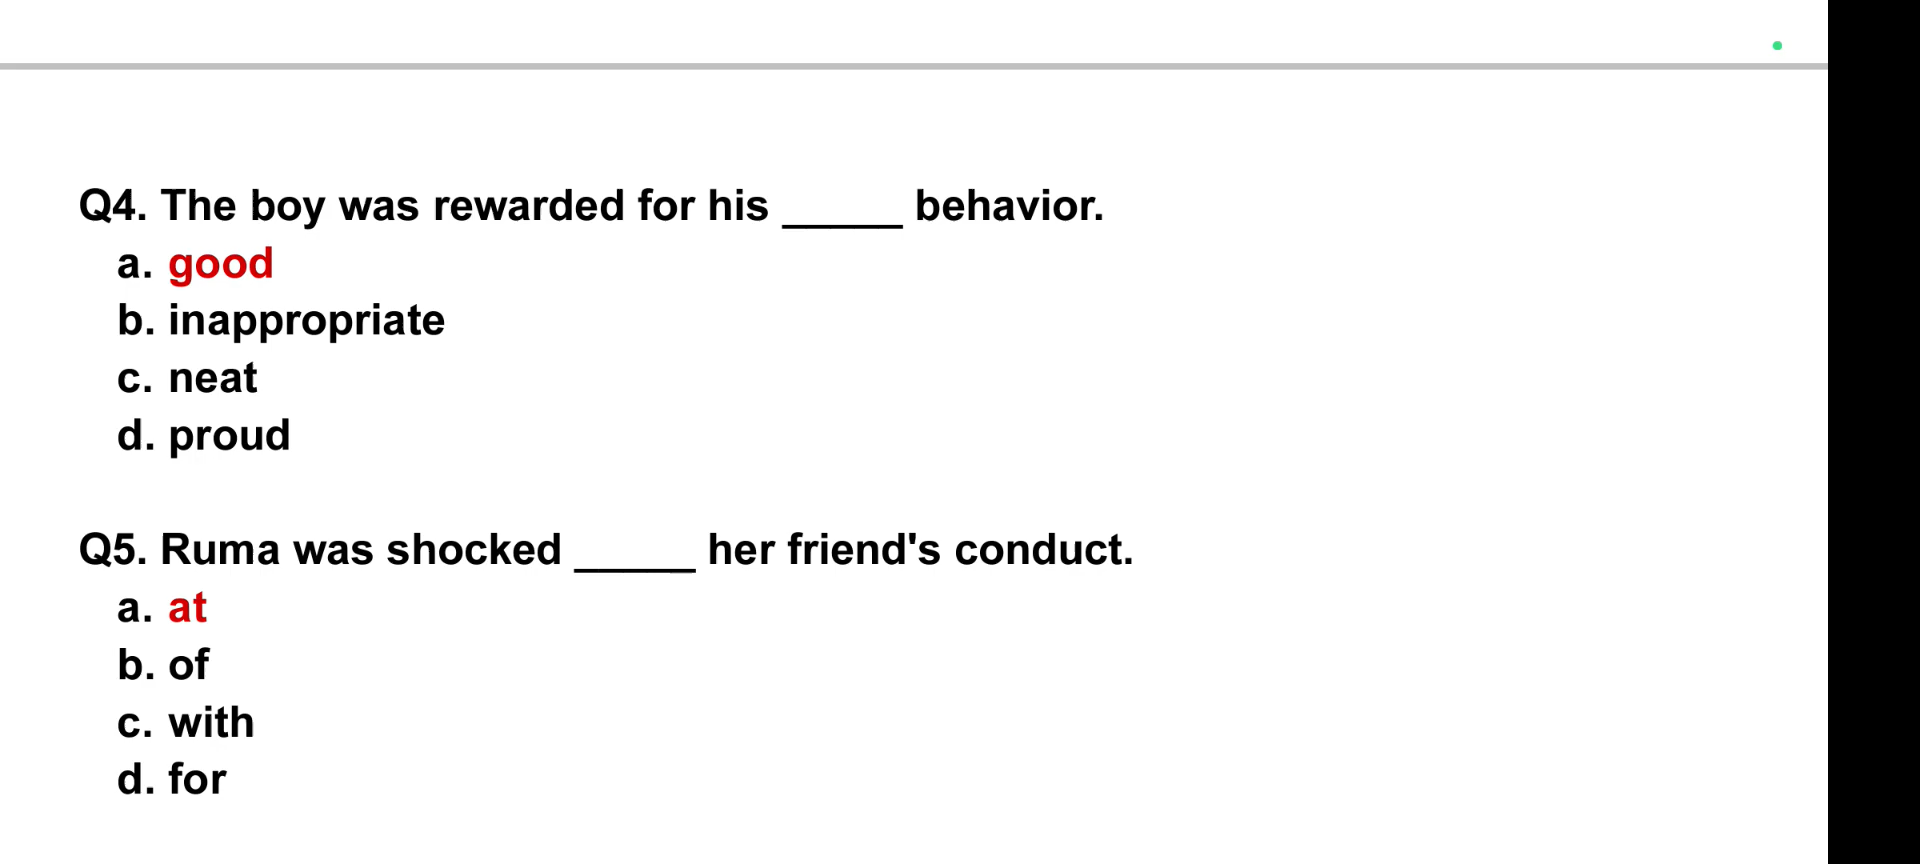 Q4. The boy was rewarded for his _____ behavior.
a. good
b. inappropriate
c. neat
d. proud
Q5. Ruma was shocked _____ her friend's conduct.
a. at
b. of
c. with
d. for